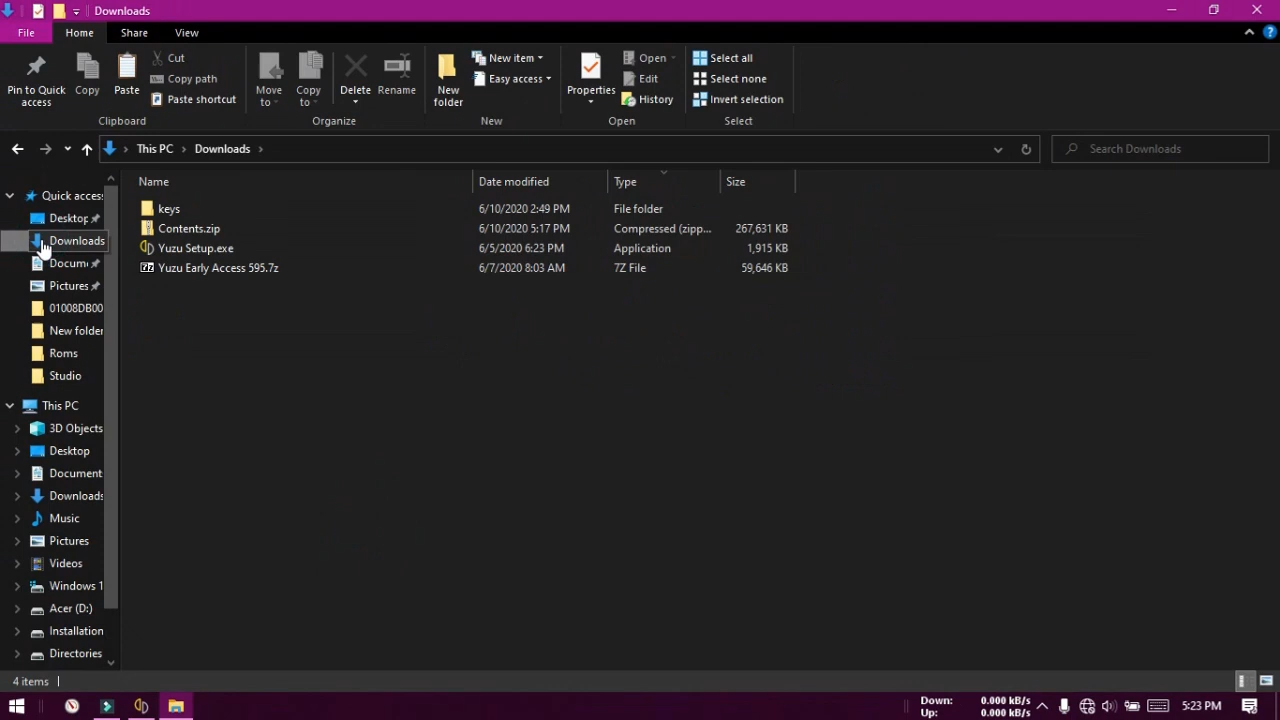 Downloads
File Home Share View
Pin to Quick access
Copy
Paste
Cut
Copy path
Paste shortcut
Clipboard
Move to
Copy to
Delete
Rename
Organize
New folder
New item
Easy access
New
Properties
Open
Edit
History
Open
Select all
Select none
Invert selection
Select
This PC Downloads
Search Downloads
Name Date modified Type Size
keys 6/10/2020 2:49 PM File folder
Contents.zip 6/10/2020 5:17 PM Compressed (zipp... 267,631 KB
Yuzu Setup.exe 6/5/2020 6:23 PM Application 1,915 KB
Yuzu Early Access 595.7z 6/7/2020 8:03 AM 7Z File 59,646 KB
Quick access
Desktop
Downloads
Docume
Pictures
01008DB00
New folder
Roms
Studio
This PC
3D Objects
Desktop
Document
Downloads
Music
Pictures
Videos
Windows 1
Acer (D:)
Installation
Directories
4 items
Down: 0.000 kB/s
Up: 0.000 kB/s
5:23 PM